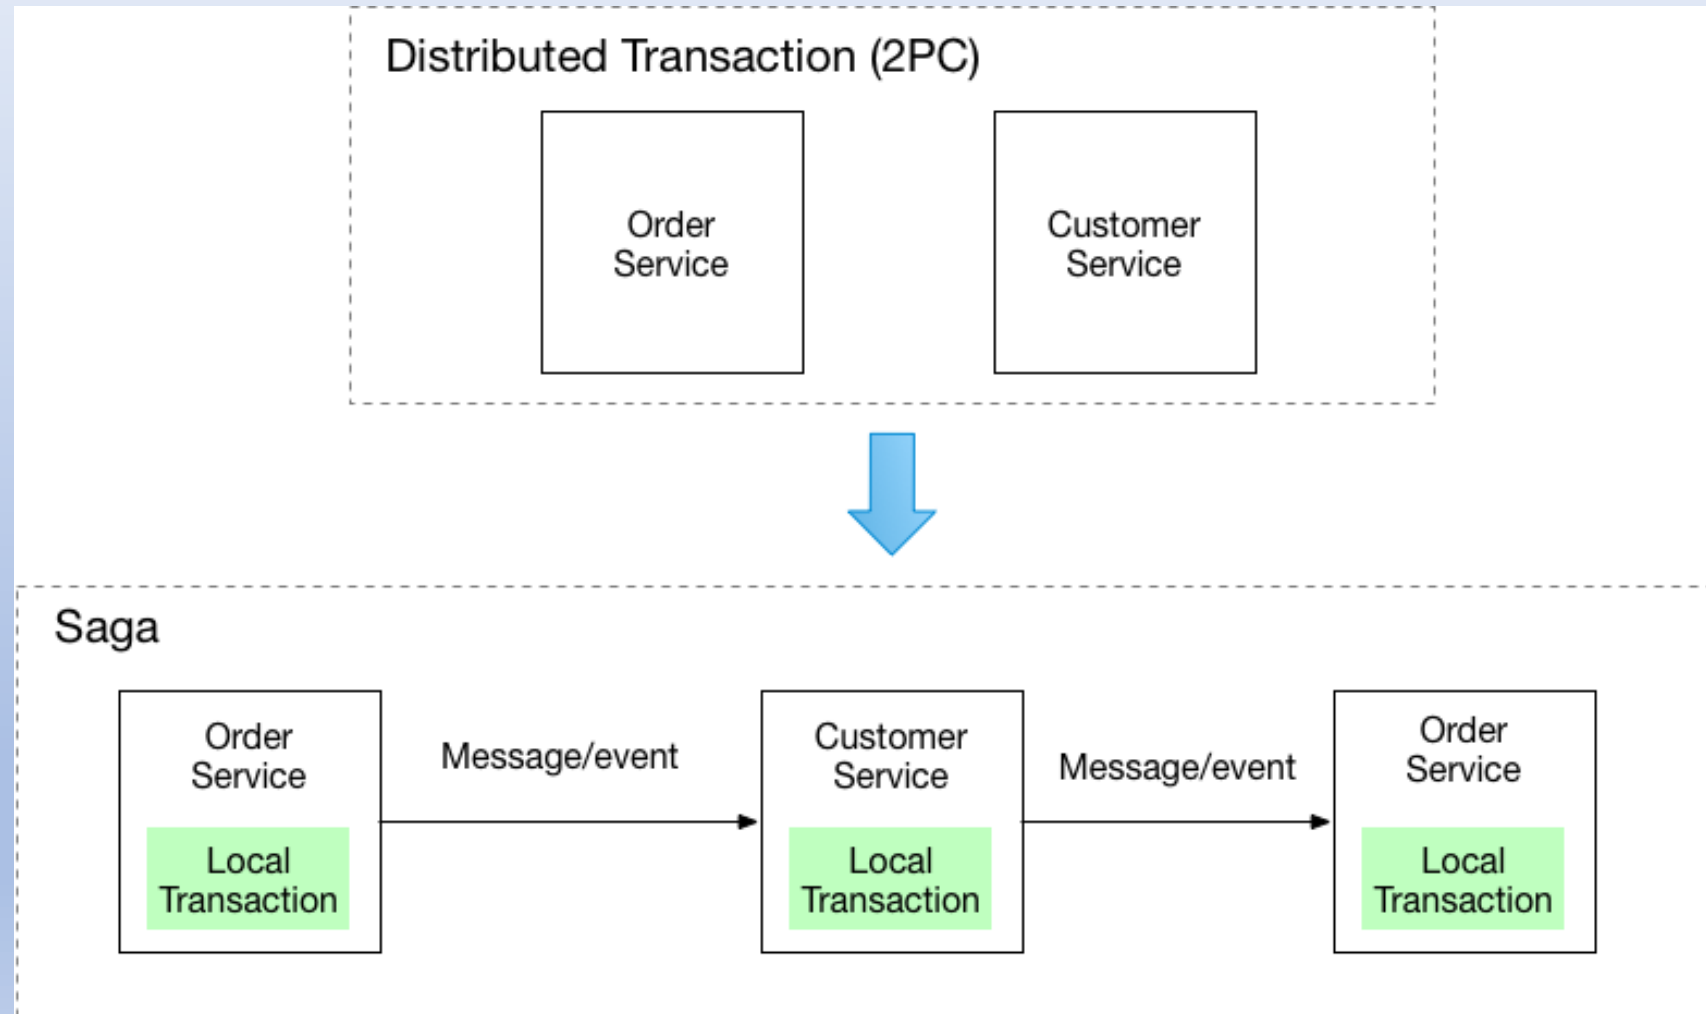 Distributed Transaction (2PC)
Order
Service
Customer
Service
Saga
Order
Service
Local
Transaction
Message/event
Customer
Service
Local
Transaction
Message/event
Order
Service
Local
Transaction